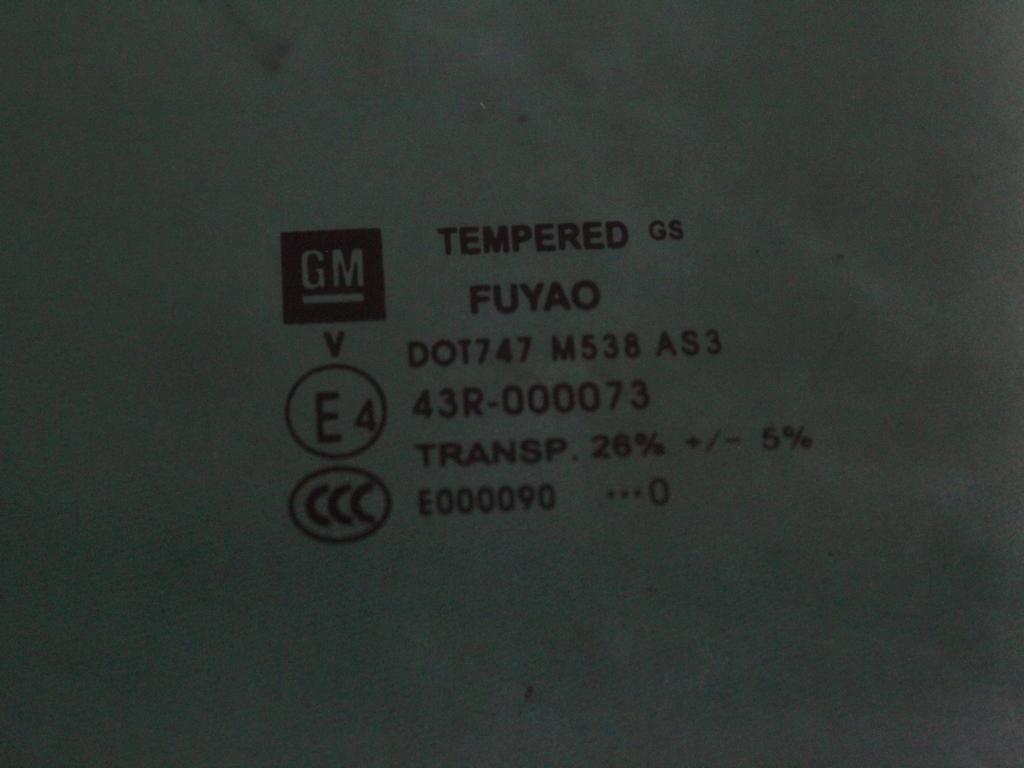 GM
TEMPERED GS
FUYAO
V
DOT747 M538 AS3
E4
43R-000073
TRANSP. 26% +/- 5%
CCC
E000090 ...0